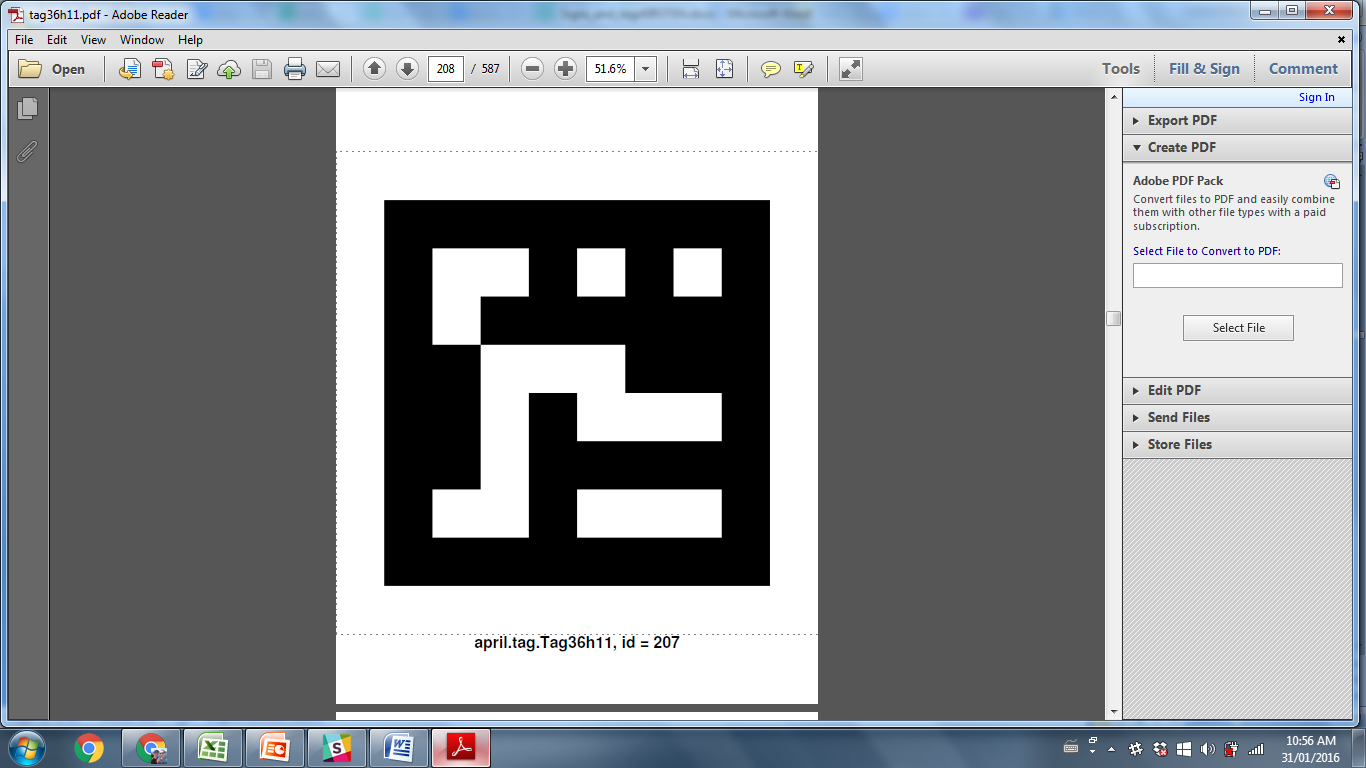 tag36h11.pdf - Adobe Reader
File Edit View Window Help
Open 208 / 587 51.6% Tools Fill & Sign Comment
Sign In
Export PDF
Create PDF
Adobe PDF Pack
Convert files to PDF and easily combine
them with other file types with a paid
subscription.
Select File to Convert to PDF:
Select File
Edit PDF
Send Files
Store Files
april.tag.Tag36h11, id = 207
10:56 AM
31/01/2016